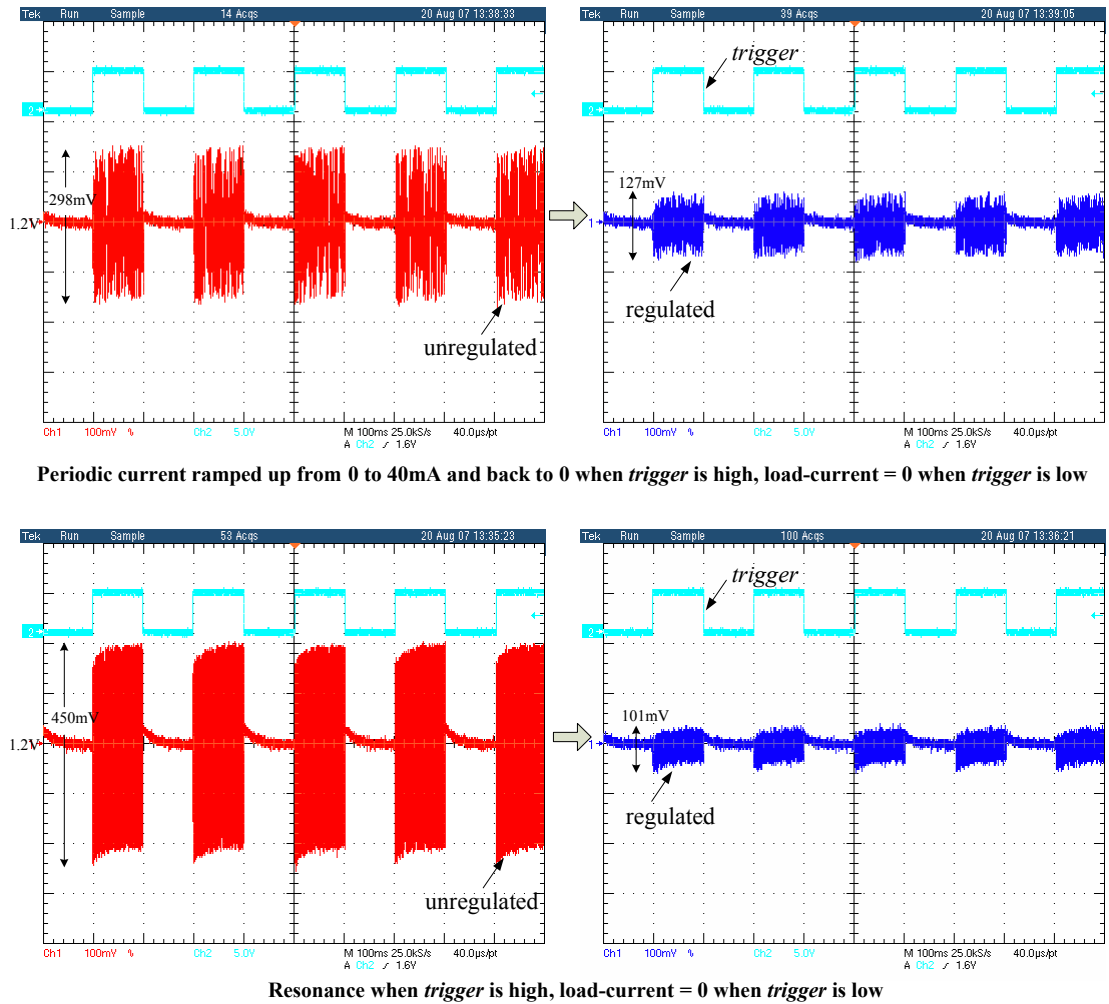 Tek Run Sample 14 Acqs 20 Aug 07 13:38:33
2
-298mV
1.2V
unregulated
Ch1 100mV % Ch2 5.0V M 100ms 25.0kS/s 40.0µs/pt
A Ch2 ∫ 1.6V
Tek Run Sample 39 Acqs 20 Aug 07 13:39:05
trigger
2
127mV
1
regulated
Ch1 100mV % Ch2 5.0V M 100ms 25.0kS/s 40.0µs/pt
A Ch2 ∫ 1.6V
Periodic current ramped up from 0 to 40mA and back to 0 when trigger is high, load-current = 0 when trigger is low
Tek Run Sample 53 Acqs 20 Aug 07 13:35:23
2
450mV
1.2V
unregulated
Ch1 100mV % Ch2 5.0V M 100ms 25.0kS/s 40.0µs/pt
A Ch2 ∫ 1.6V
Tek Run Sample 100 Acqs 20 Aug 07 13:36:21
trigger
2
101mV
1
regulated
Ch1 100mV % Ch2 5.0V M 100ms 25.0kS/s 40.0µs/pt
A Ch2 ∫ 1.6V
Resonance when trigger is high, load-current = 0 when trigger is low